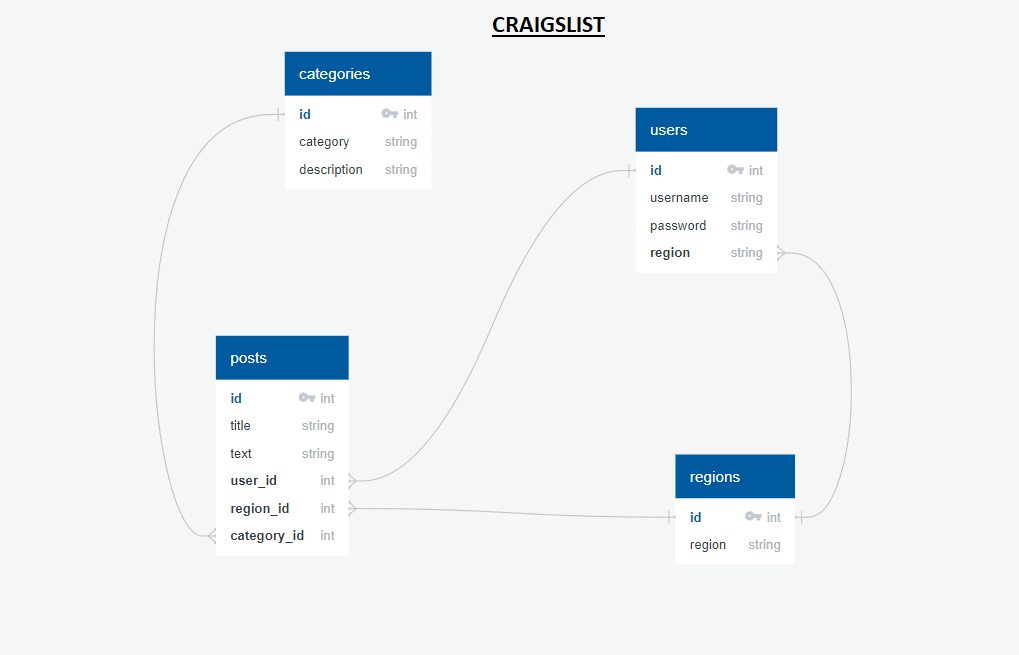 CRAIGSLIST
categories
id int
category string
description string
users
id int
username string
password string
region string
posts
id int
title string
text string
user_id int
region_id int
category_id int
regions
id int
region string